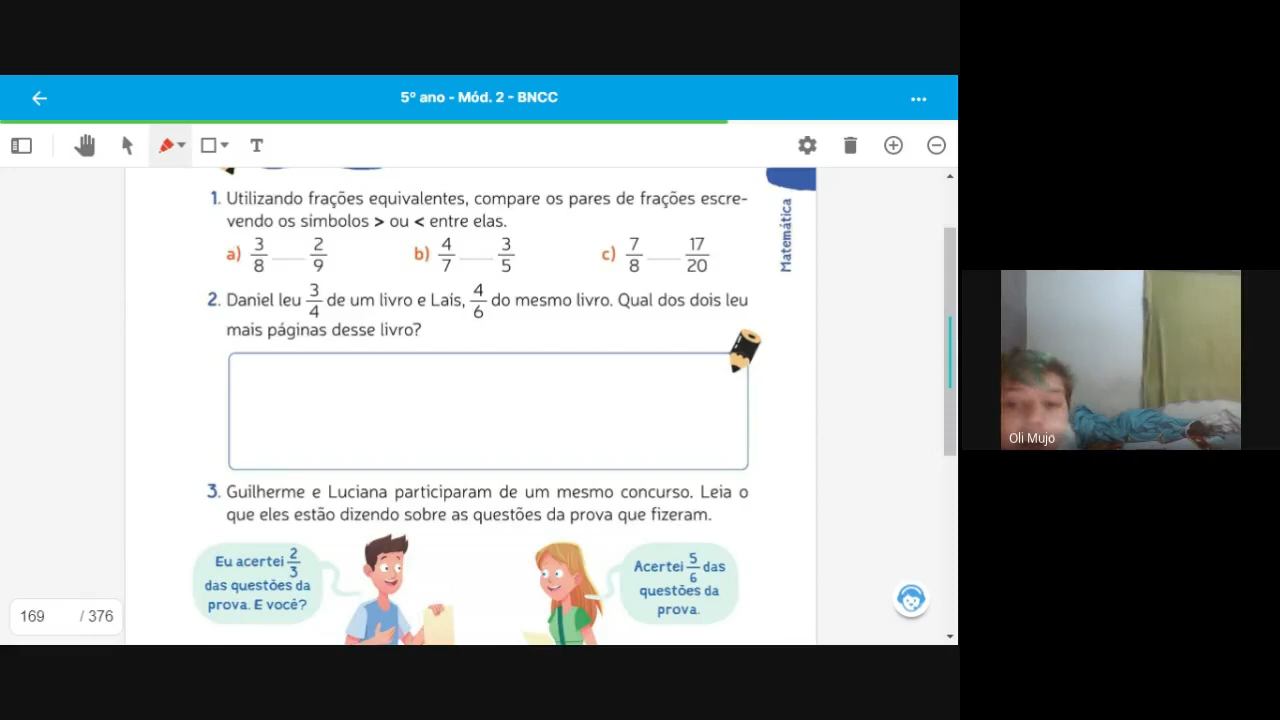 5º ano - Mód. 2 - BNCC
T
1. Utilizando frações equivalentes, compare os pares de frações escre-
vendo os símbolos > ou < entre elas.
a) 3/8 ___ 2/9 b) 4/7 ___ 3/5 c) 7/8 ___ 17/20
2. Daniel leu 3/4 de um livro e Laís, 4/6 do mesmo livro. Qual dos dois leu
mais páginas desse livro?
3. Guilherme e Luciana participaram de um mesmo concurso. Leia o
que eles estão dizendo sobre as questões da prova que fizeram.
Eu acertei 2/3
das questões da
prova. E você?
Acertei 5/6 das
questões da
prova.
Matemática
169 / 376
Oli Mujo